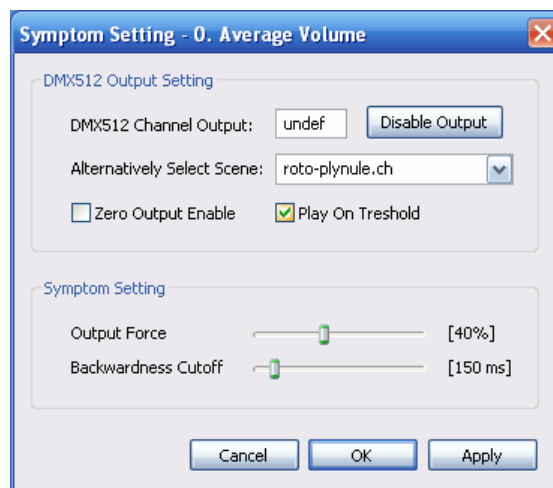 Symptom Setting - 0. Average Volume
DMX512 Output Setting
DMX512 Channel Output: undef Disable Output
Alternatively Select Scene: roto-plynule.ch
Zero Output Enable Play On Treshold
Symptom Setting
Output Force [40%]
Backwardness Cutoff [150 ms]
Cancel OK Apply